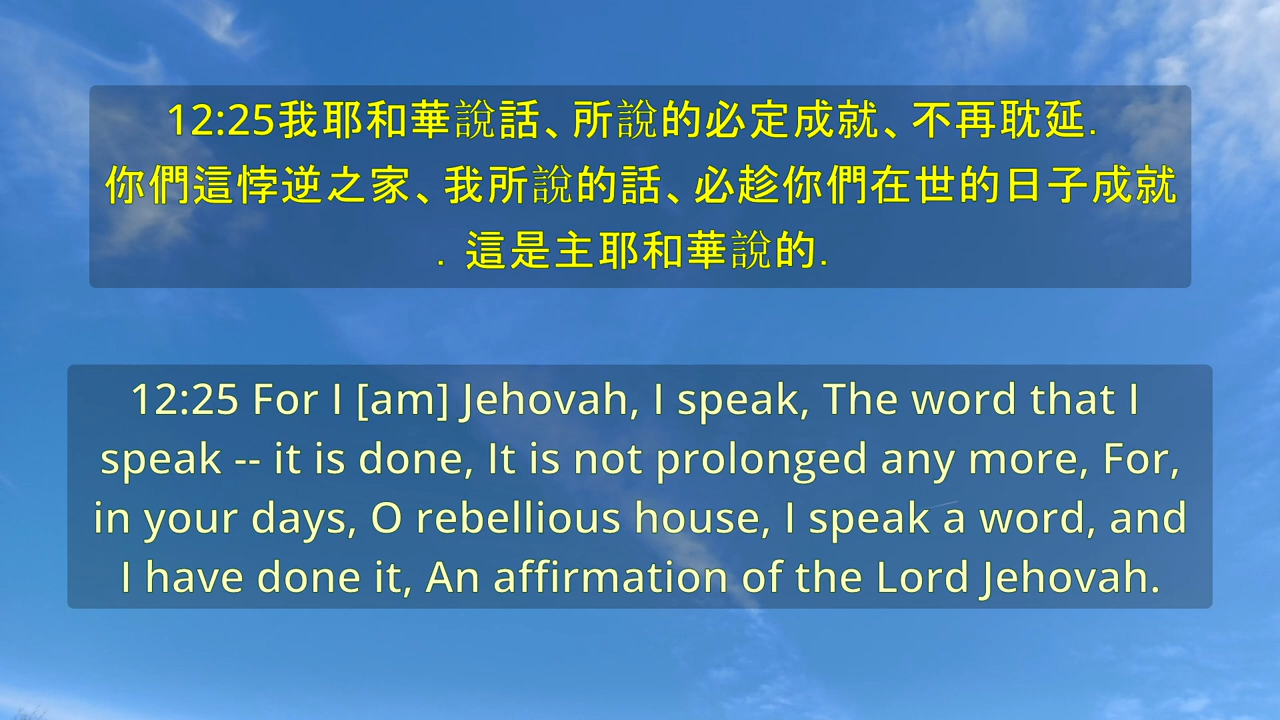 12:25我耶和華說話、所說的必定成就、不再耽延.
你們這悖逆之家、我所說的話、必趁你們在世的日子成就
. 這是主耶和華說的.
12:25 For I [am] Jehovah, I speak, The word that I
speak -- it is done, It is not prolonged any more, For,
in your days, O rebellious house, I speak a word, and
I have done it, An affirmation of the Lord Jehovah.